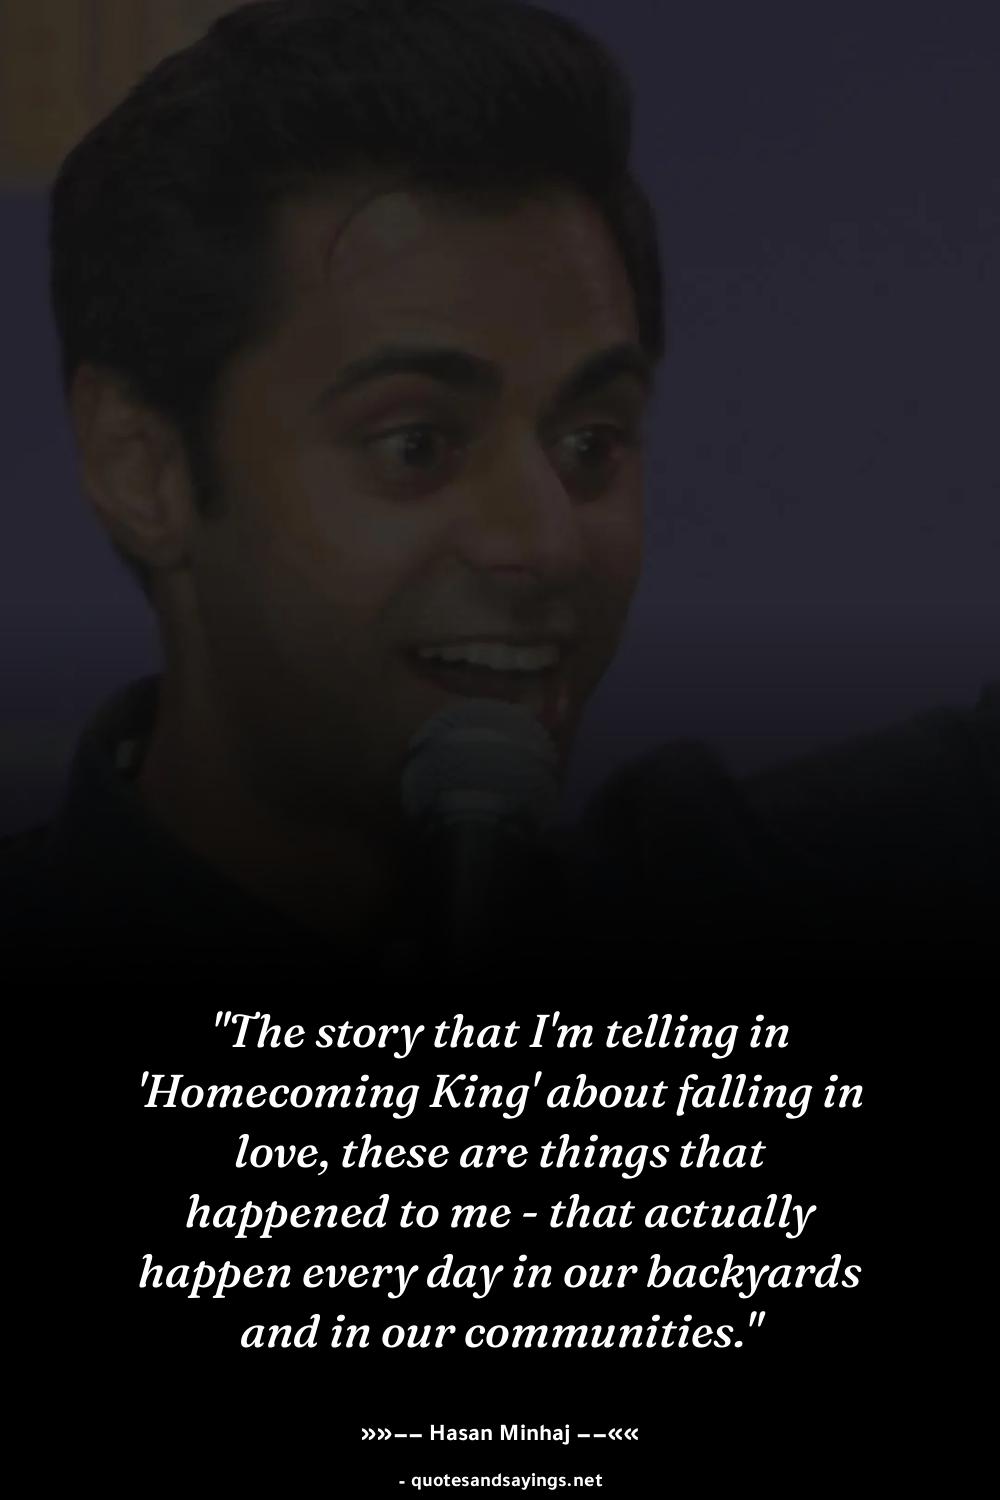 "The story that I'm telling in
'Homecoming King' about falling in
love, these are things that
happened to me - that actually
happen every day in our backyards
and in our communities."
»»–– Hasan Minhaj ––««
- quotesandsayings.net